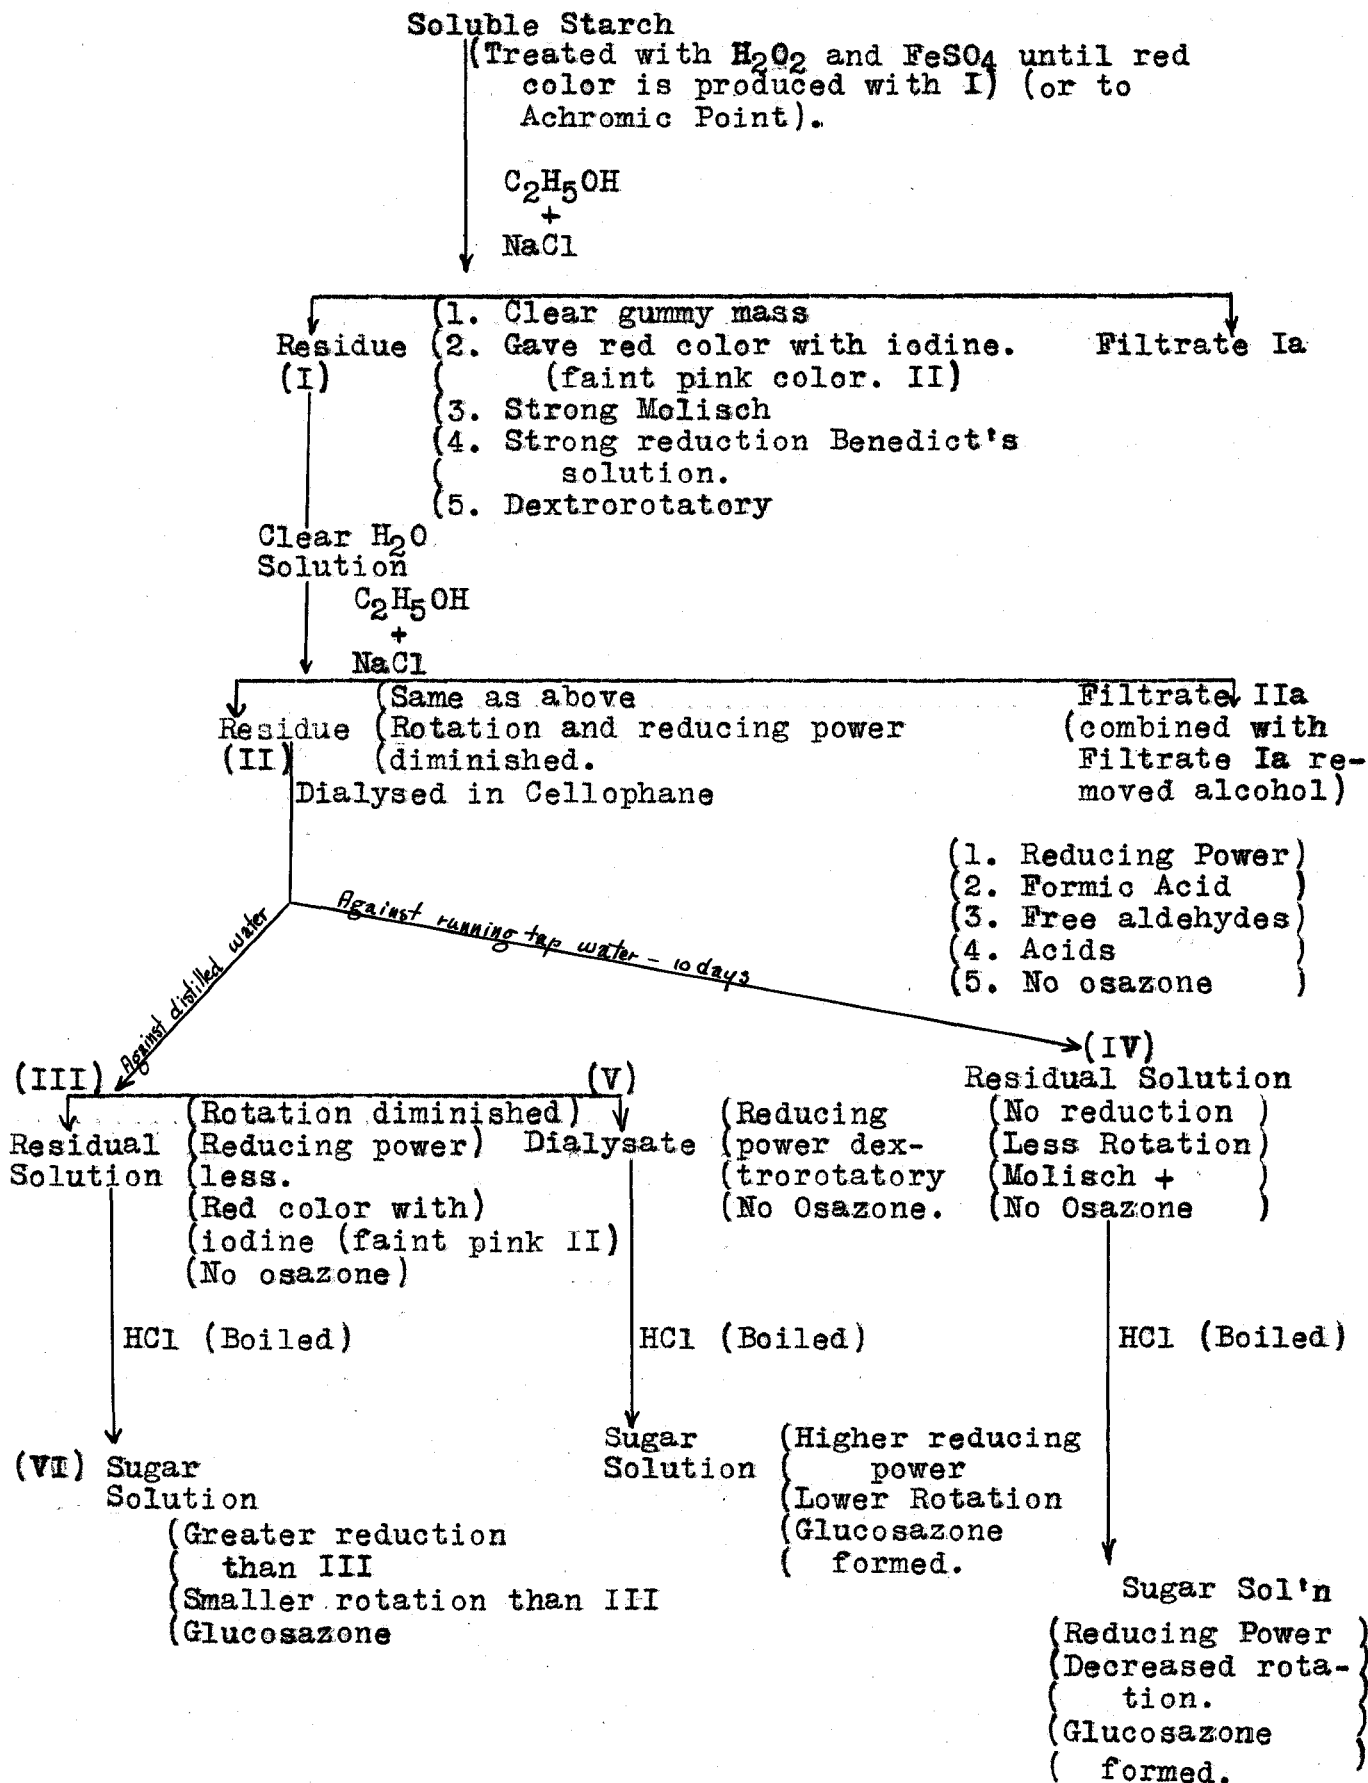 Soluble Starch
(Treated with H₂O₂ and FeSO₄ until red
color is produced with I) (or to
Achromic Point).
C₂H₅OH
+
NaCl
Residue
(I)
(1. Clear gummy mass
(2. Gave red color with iodine.
( (faint pink color. II)
(3. Strong Molisch
(4. Strong reduction Benedict's
( solution.
(5. Dextrorotatory
Filtrate Ia
Clear H₂O
Solution
C₂H₅OH
+
NaCl
Residue
(II)
(Same as above
(Rotation and reducing power
(diminished.
Filtrate IIa
(combined with
Filtrate Ia re-
moved alcohol)
Dialysed in Cellophane
(1. Reducing Power)
(2. Formic Acid )
(3. Free aldehydes)
(4. Acids )
(5. No osazone )
Against distilled water
Against running tap water - 10 days
(III)
Residual
Solution
(Rotation diminished)
(Reducing power)
(less.
(Red color with)
(iodine (faint pink II)
(No osazone)
(V)
Dialysate
(Reducing
(power dex-
(trorotatory
(No Osazone.
(IV)
Residual Solution
(No reduction )
(Less Rotation)
(Molisch + )
(No Osazone )
HCl (Boiled)
HCl (Boiled)
HCl (Boiled)
(VI) Sugar
Solution
(Greater reduction
( than III
(Smaller rotation than III
(Glucosazone
Sugar
Solution
(Higher reducing
( power
(Lower Rotation
(Glucosazone
( formed.
Sugar Sol'n
(Reducing Power )
(Decreased rota-)
( tion. )
(Glucosazone )
( formed. )